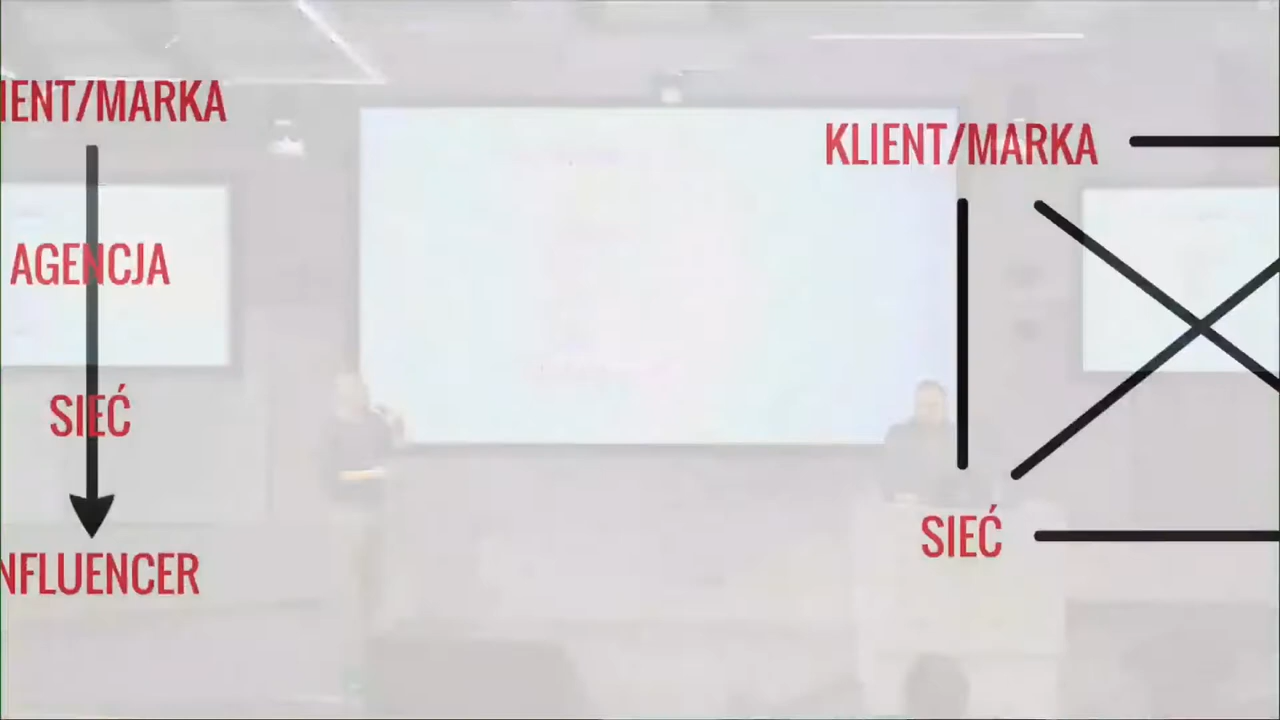 IENT/MARKA
AGENCJA
SIEĆ
NFLUENCER
KLIENT/MARKA
SIEĆ